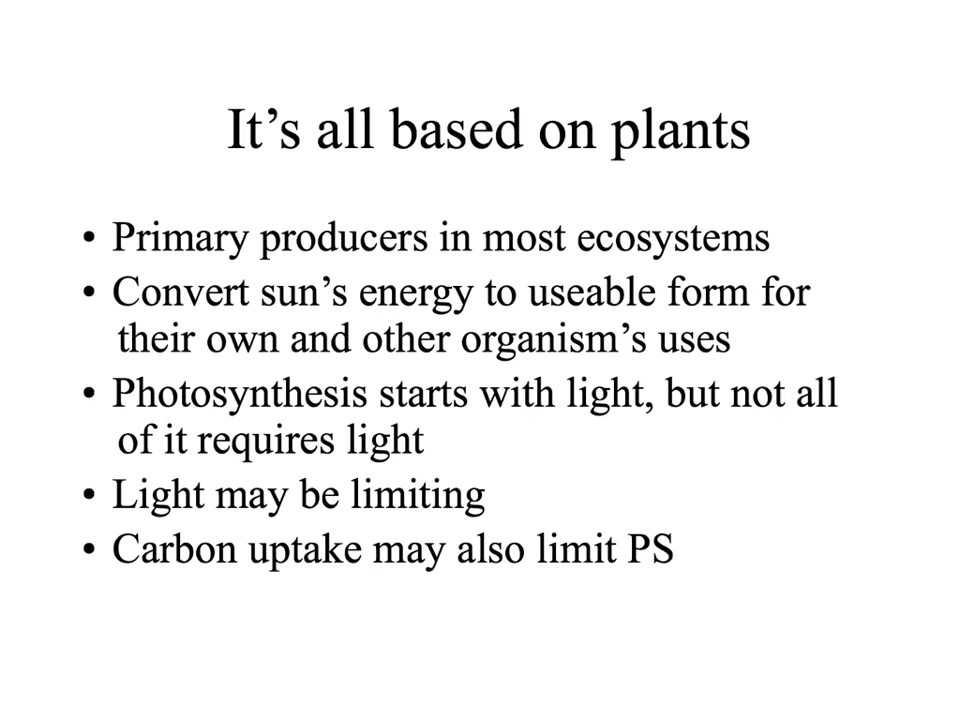 It’s all based on plants
• Primary producers in most ecosystems
• Convert sun’s energy to useable form for
their own and other organism’s uses
• Photosynthesis starts with light, but not all
of it requires light
• Light may be limiting
• Carbon uptake may also limit PS